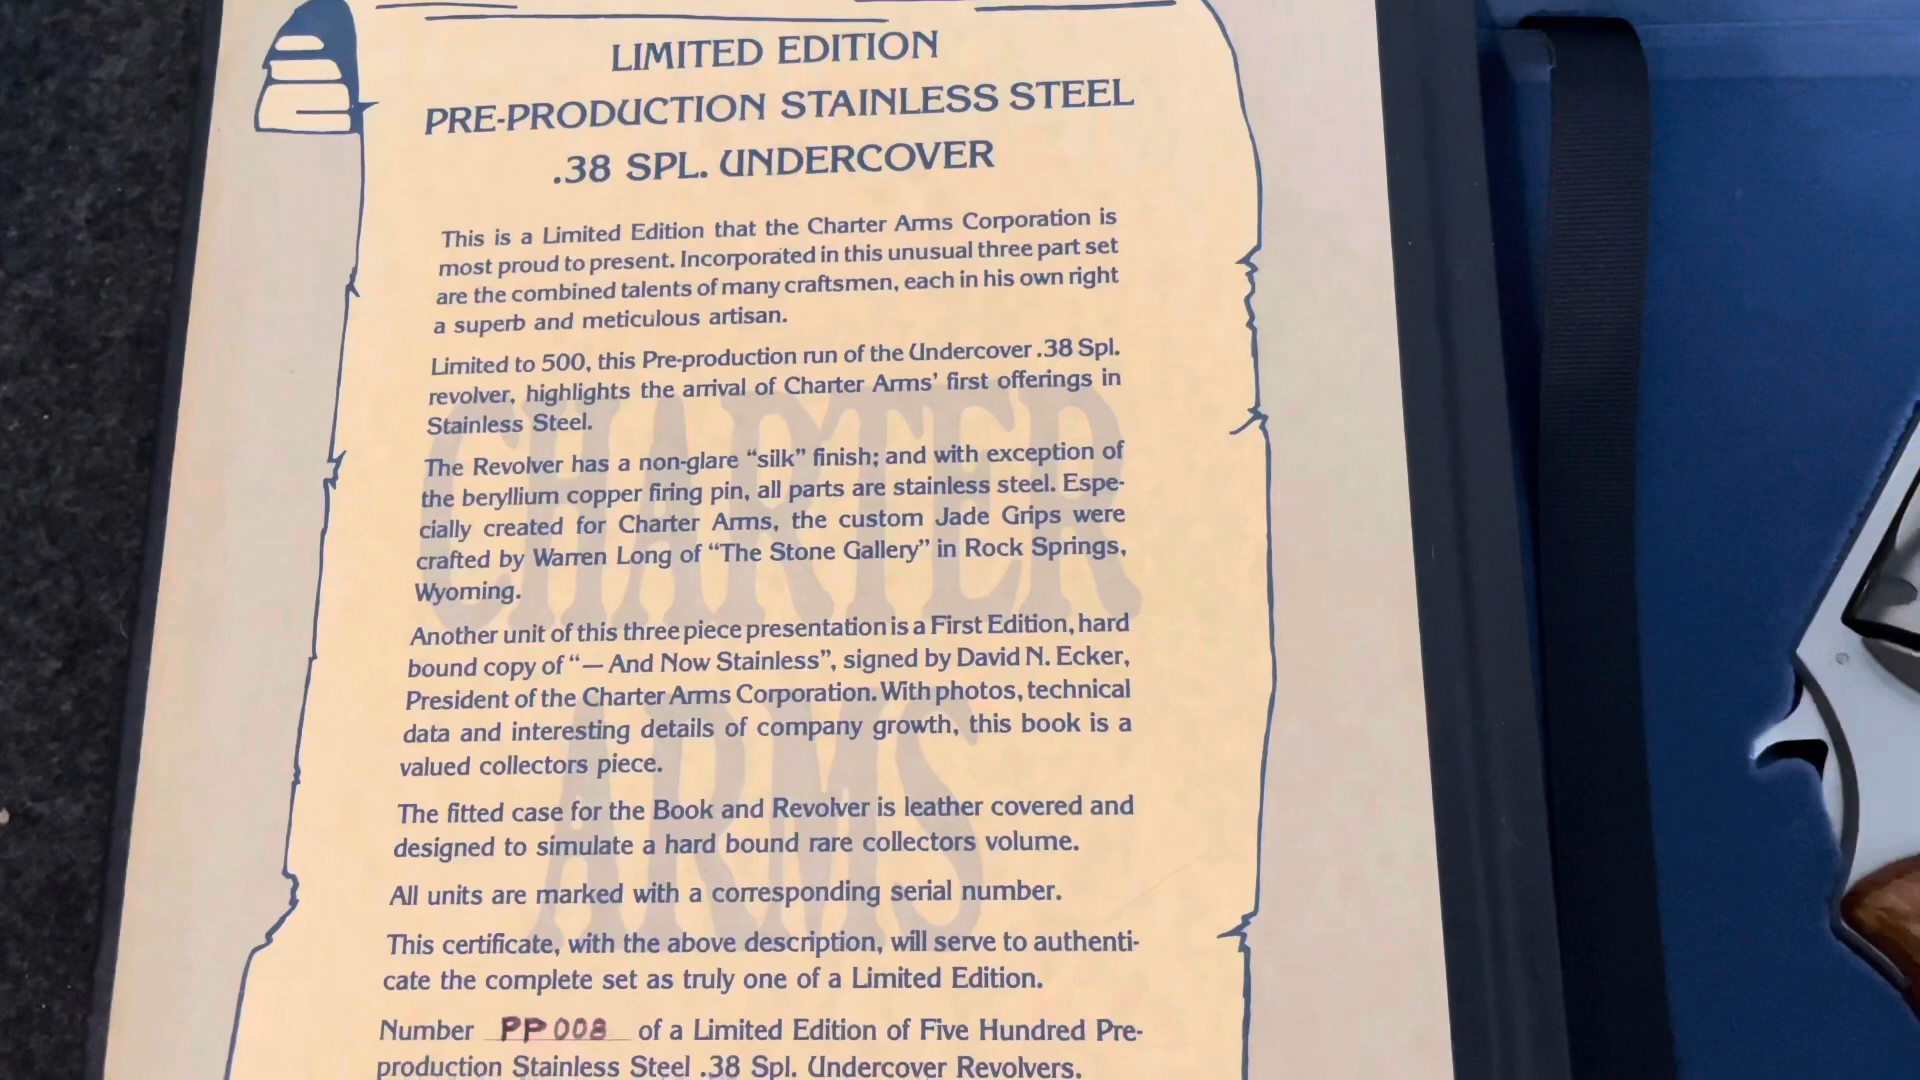 LIMITED EDITION
PRE-PRODUCTION STAINLESS STEEL
.38 SPL. UNDERCOVER
This is a Limited Edition that the Charter Arms Corporation is
most proud to present. Incorporated in this unusual three part set
are the combined talents of many craftsmen, each in his own right
a superb and meticulous artisan.
Limited to 500, this Pre-production run of the Undercover .38 Spl.
revolver, highlights the arrival of Charter Arms' first offerings in
Stainless Steel.
The Revolver has a non-glare “silk” finish; and with exception of
the beryllium copper firing pin, all parts are stainless steel. Espe-
cially created for Charter Arms, the custom Jade Grips were
crafted by Warren Long of “The Stone Gallery” in Rock Springs,
Wyoming.
Another unit of this three piece presentation is a First Edition, hard
bound copy of “— And Now Stainless”, signed by David N. Ecker,
President of the Charter Arms Corporation. With photos, technical
data and interesting details of company growth, this book is a
valued collectors piece.
The fitted case for the Book and Revolver is leather covered and
designed to simulate a hard bound rare collectors volume.
All units are marked with a corresponding serial number.
This certificate, with the above description, will serve to authenti-
cate the complete set as truly one of a Limited Edition.
Number PP 008 of a Limited Edition of Five Hundred Pre-
production Stainless Steel .38 Spl. Undercover Revolvers.
CHARTER
ARMS